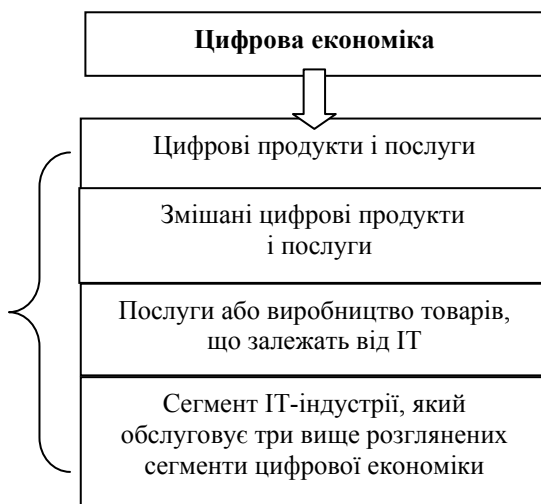 Цифрова економіка
Цифрові продукти і послуги
Змішані цифрові продукти
і послуги
Послуги або виробництво товарів,
що залежать від ІТ
Сегмент ІТ-індустрії, який
обслуговує три вище розглянених
сегменти цифрової економіки